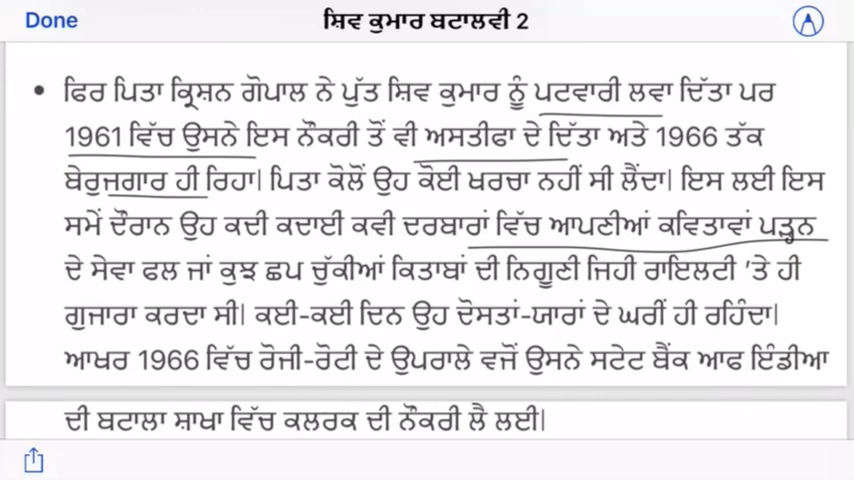 Done
ਸ਼ਿਵ ਕੁਮਾਰ ਬਟਾਲਵੀ 2
• ਫਿਰ ਪਿਤਾ ਕ੍ਰਿਸ਼ਨ ਗੋਪਾਲ ਨੇ ਪੁੱਤ ਸ਼ਿਵ ਕੁਮਾਰ ਨੂੰ ਪਟਵਾਰੀ ਲਵਾ ਦਿੱਤਾ ਪਰ
1961 ਵਿੱਚ ਉਸਨੇ ਇਸ ਨੌਕਰੀ ਤੋਂ ਵੀ ਅਸਤੀਫਾ ਦੇ ਦਿੱਤਾ ਅਤੇ 1966 ਤੱਕ
ਬੇਰੁਜਗਾਰ ਹੀ ਰਿਹਾ। ਪਿਤਾ ਕੋਲੋਂ ਉਹ ਕੋਈ ਖਰਚਾ ਨਹੀਂ ਸੀ ਲੈਂਦਾ। ਇਸ ਲਈ ਇਸ
ਸਮੇਂ ਦੌਰਾਨ ਉਹ ਕਦੀ ਕਦਾਈ ਕਵੀ ਦਰਬਾਰਾਂ ਵਿੱਚ ਆਪਣੀਆਂ ਕਵਿਤਾਵਾਂ ਪੜ੍ਹਨ
ਦੇ ਸੇਵਾ ਫਲ ਜਾਂ ਕੁਝ ਛਪ ਚੁੱਕੀਆਂ ਕਿਤਾਬਾਂ ਦੀ ਨਿਗੂਣੀ ਜਿਹੀ ਰਾਇਲਟੀ ’ਤੇ ਹੀ
ਗੁਜਾਰਾ ਕਰਦਾ ਸੀ। ਕਈ-ਕਈ ਦਿਨ ਉਹ ਦੋਸਤਾਂ-ਯਾਰਾਂ ਦੇ ਘਰੀਂ ਹੀ ਰਹਿੰਦਾ।
ਆਖਰ 1966 ਵਿੱਚ ਰੋਜੀ-ਰੋਟੀ ਦੇ ਉਪਰਾਲੇ ਵਜੋਂ ਉਸਨੇ ਸਟੇਟ ਬੈਂਕ ਆਫ ਇੰਡੀਆ
ਦੀ ਬਟਾਲਾ ਸ਼ਾਖਾ ਵਿੱਚ ਕਲਰਕ ਦੀ ਨੌਕਰੀ ਲੈ ਲਈ।